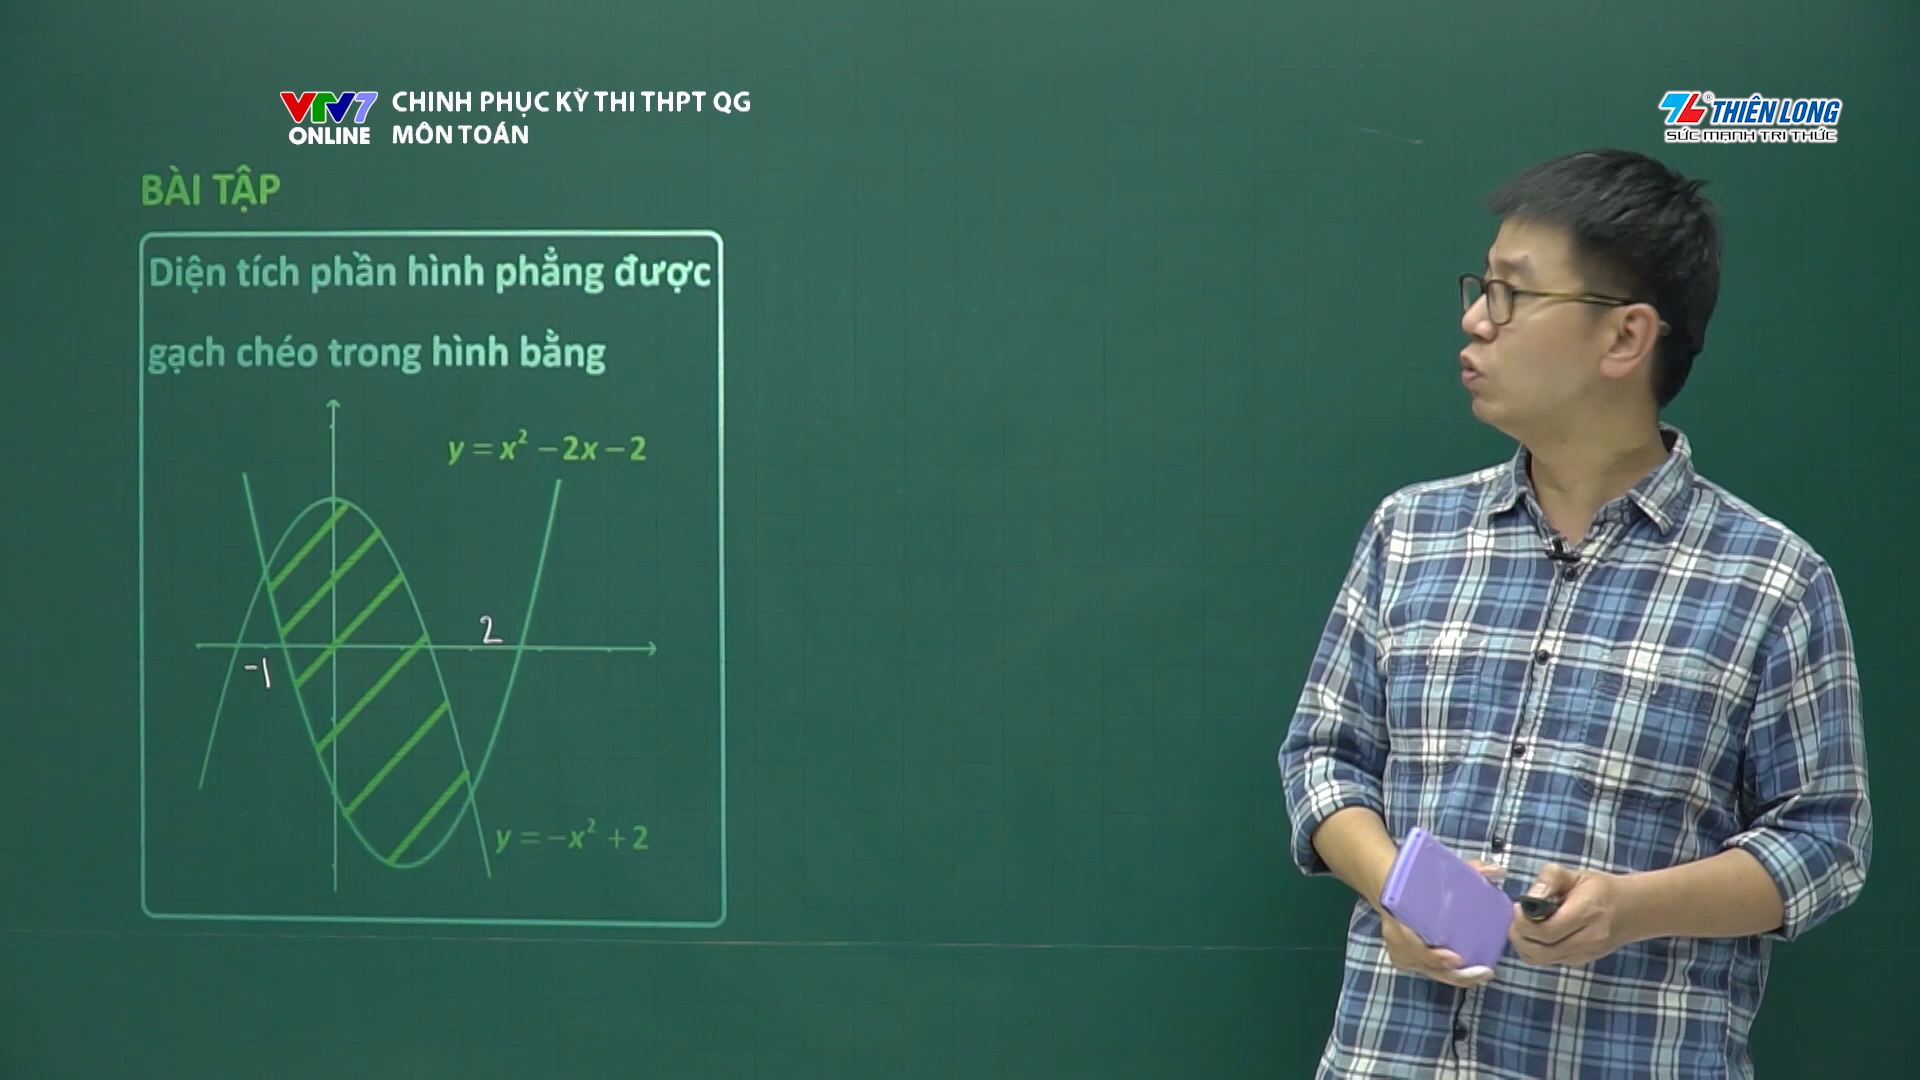 VTV7 CHINH PHỤC KỲ THI THPT QG
ONLINE MÔN TOÁN
TL® THIÊN LONG
SỨC MẠNH TRI THỨC
BÀI TẬP
Diện tích phần hình phẳng được
gạch chéo trong hình bằng
y = x² − 2x − 2
2
-1
y = −x² + 2